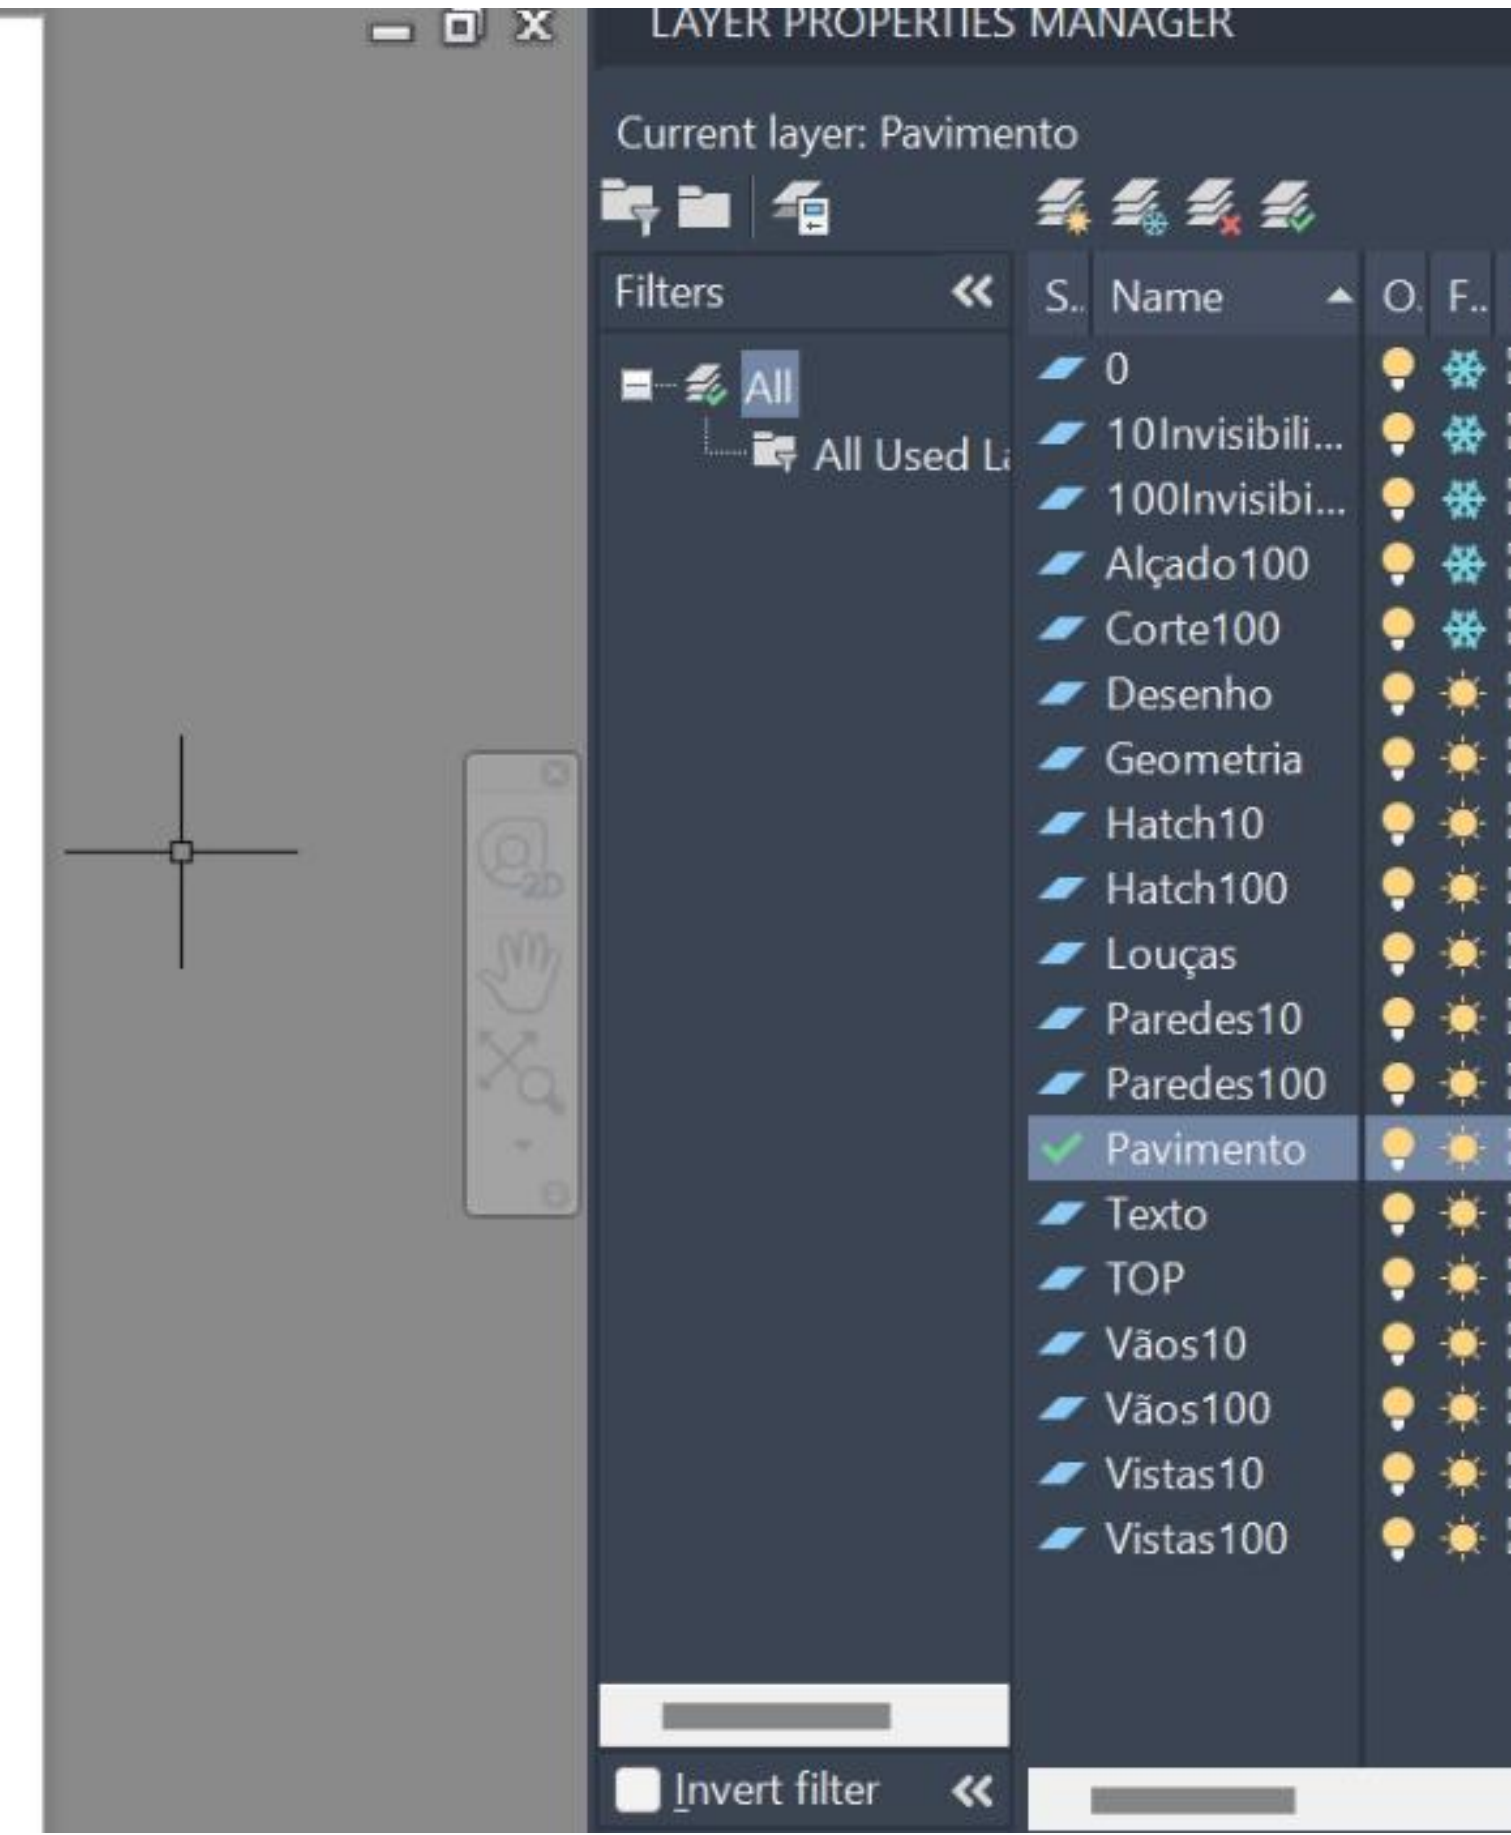 LAYER PROPERTIES MANAGER
Current layer: Pavimento
Filters
All
All Used La
S.. Name O. F..
0
10Invisibili...
100Invisibi...
Alçado100
Corte100
Desenho
Geometria
Hatch10
Hatch100
Louças
Paredes10
Paredes100
Pavimento
Texto
TOP
Vãos10
Vãos100
Vistas10
Vistas100
2D
Invert filter